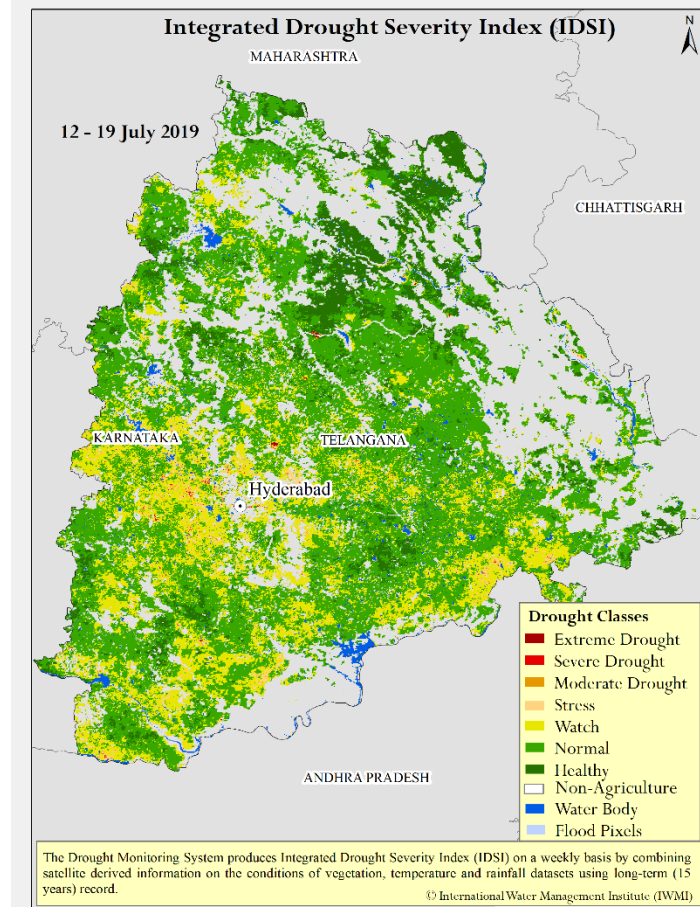 Integrated Drought Severity Index (IDSI)
N
MAHARASHTRA
12 - 19 July 2019
CHHATTISGARH
KARNATAKA
TELANGANA
Hyderabad
Drought Classes
Extreme Drought
Severe Drought
Moderate Drought
Stress
Watch
Normal
Healthy
Non-Agriculture
Water Body
Flood Pixels
ANDHRA PRADESH
The Drought Monitoring System produces Integrated Drought Severity Index (IDSI) on a weekly basis by combining
satellite derived information on the conditions of vegetation, temperature and rainfall datasets using long-term (15
years) record.
© International Water Management Institute (IWMI)